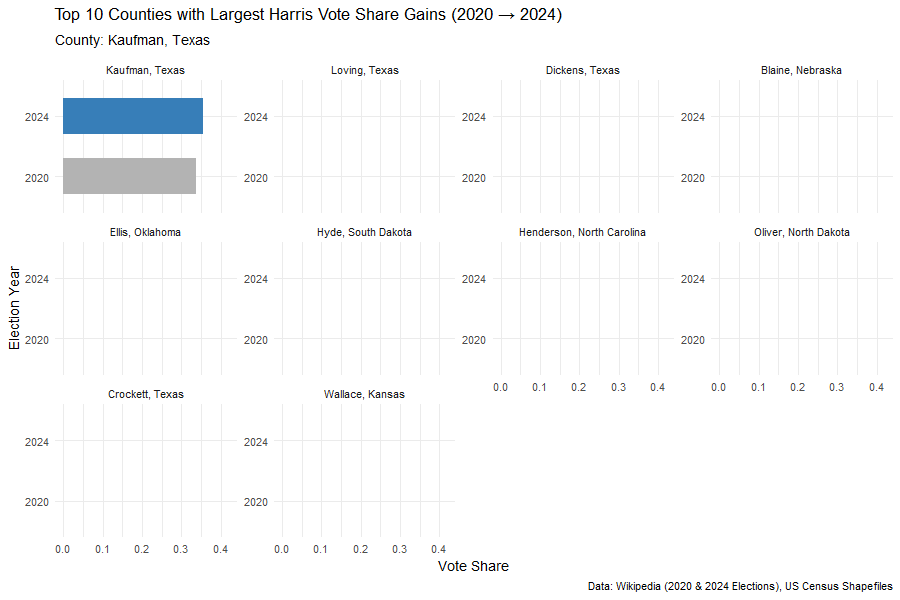 Top 10 Counties with Largest Harris Vote Share Gains (2020 → 2024)
County: Kaufman, Texas
Kaufman, Texas
Loving, Texas
Dickens, Texas
Blaine, Nebraska
2024
2024
2024
2024
2020
2020
2020
2020
Ellis, Oklahoma
Hyde, South Dakota
Henderson, North Carolina
Oliver, North Dakota
Election Year
2024
2024
2024
2024
2020
2020
2020
2020
0.0 0.1 0.2 0.3 0.4
0.0 0.1 0.2 0.3 0.4
Crockett, Texas
Wallace, Kansas
2024
2024
2020
2020
0.0 0.1 0.2 0.3 0.4
0.0 0.1 0.2 0.3 0.4
Vote Share
Data: Wikipedia (2020 & 2024 Elections), US Census Shapefiles